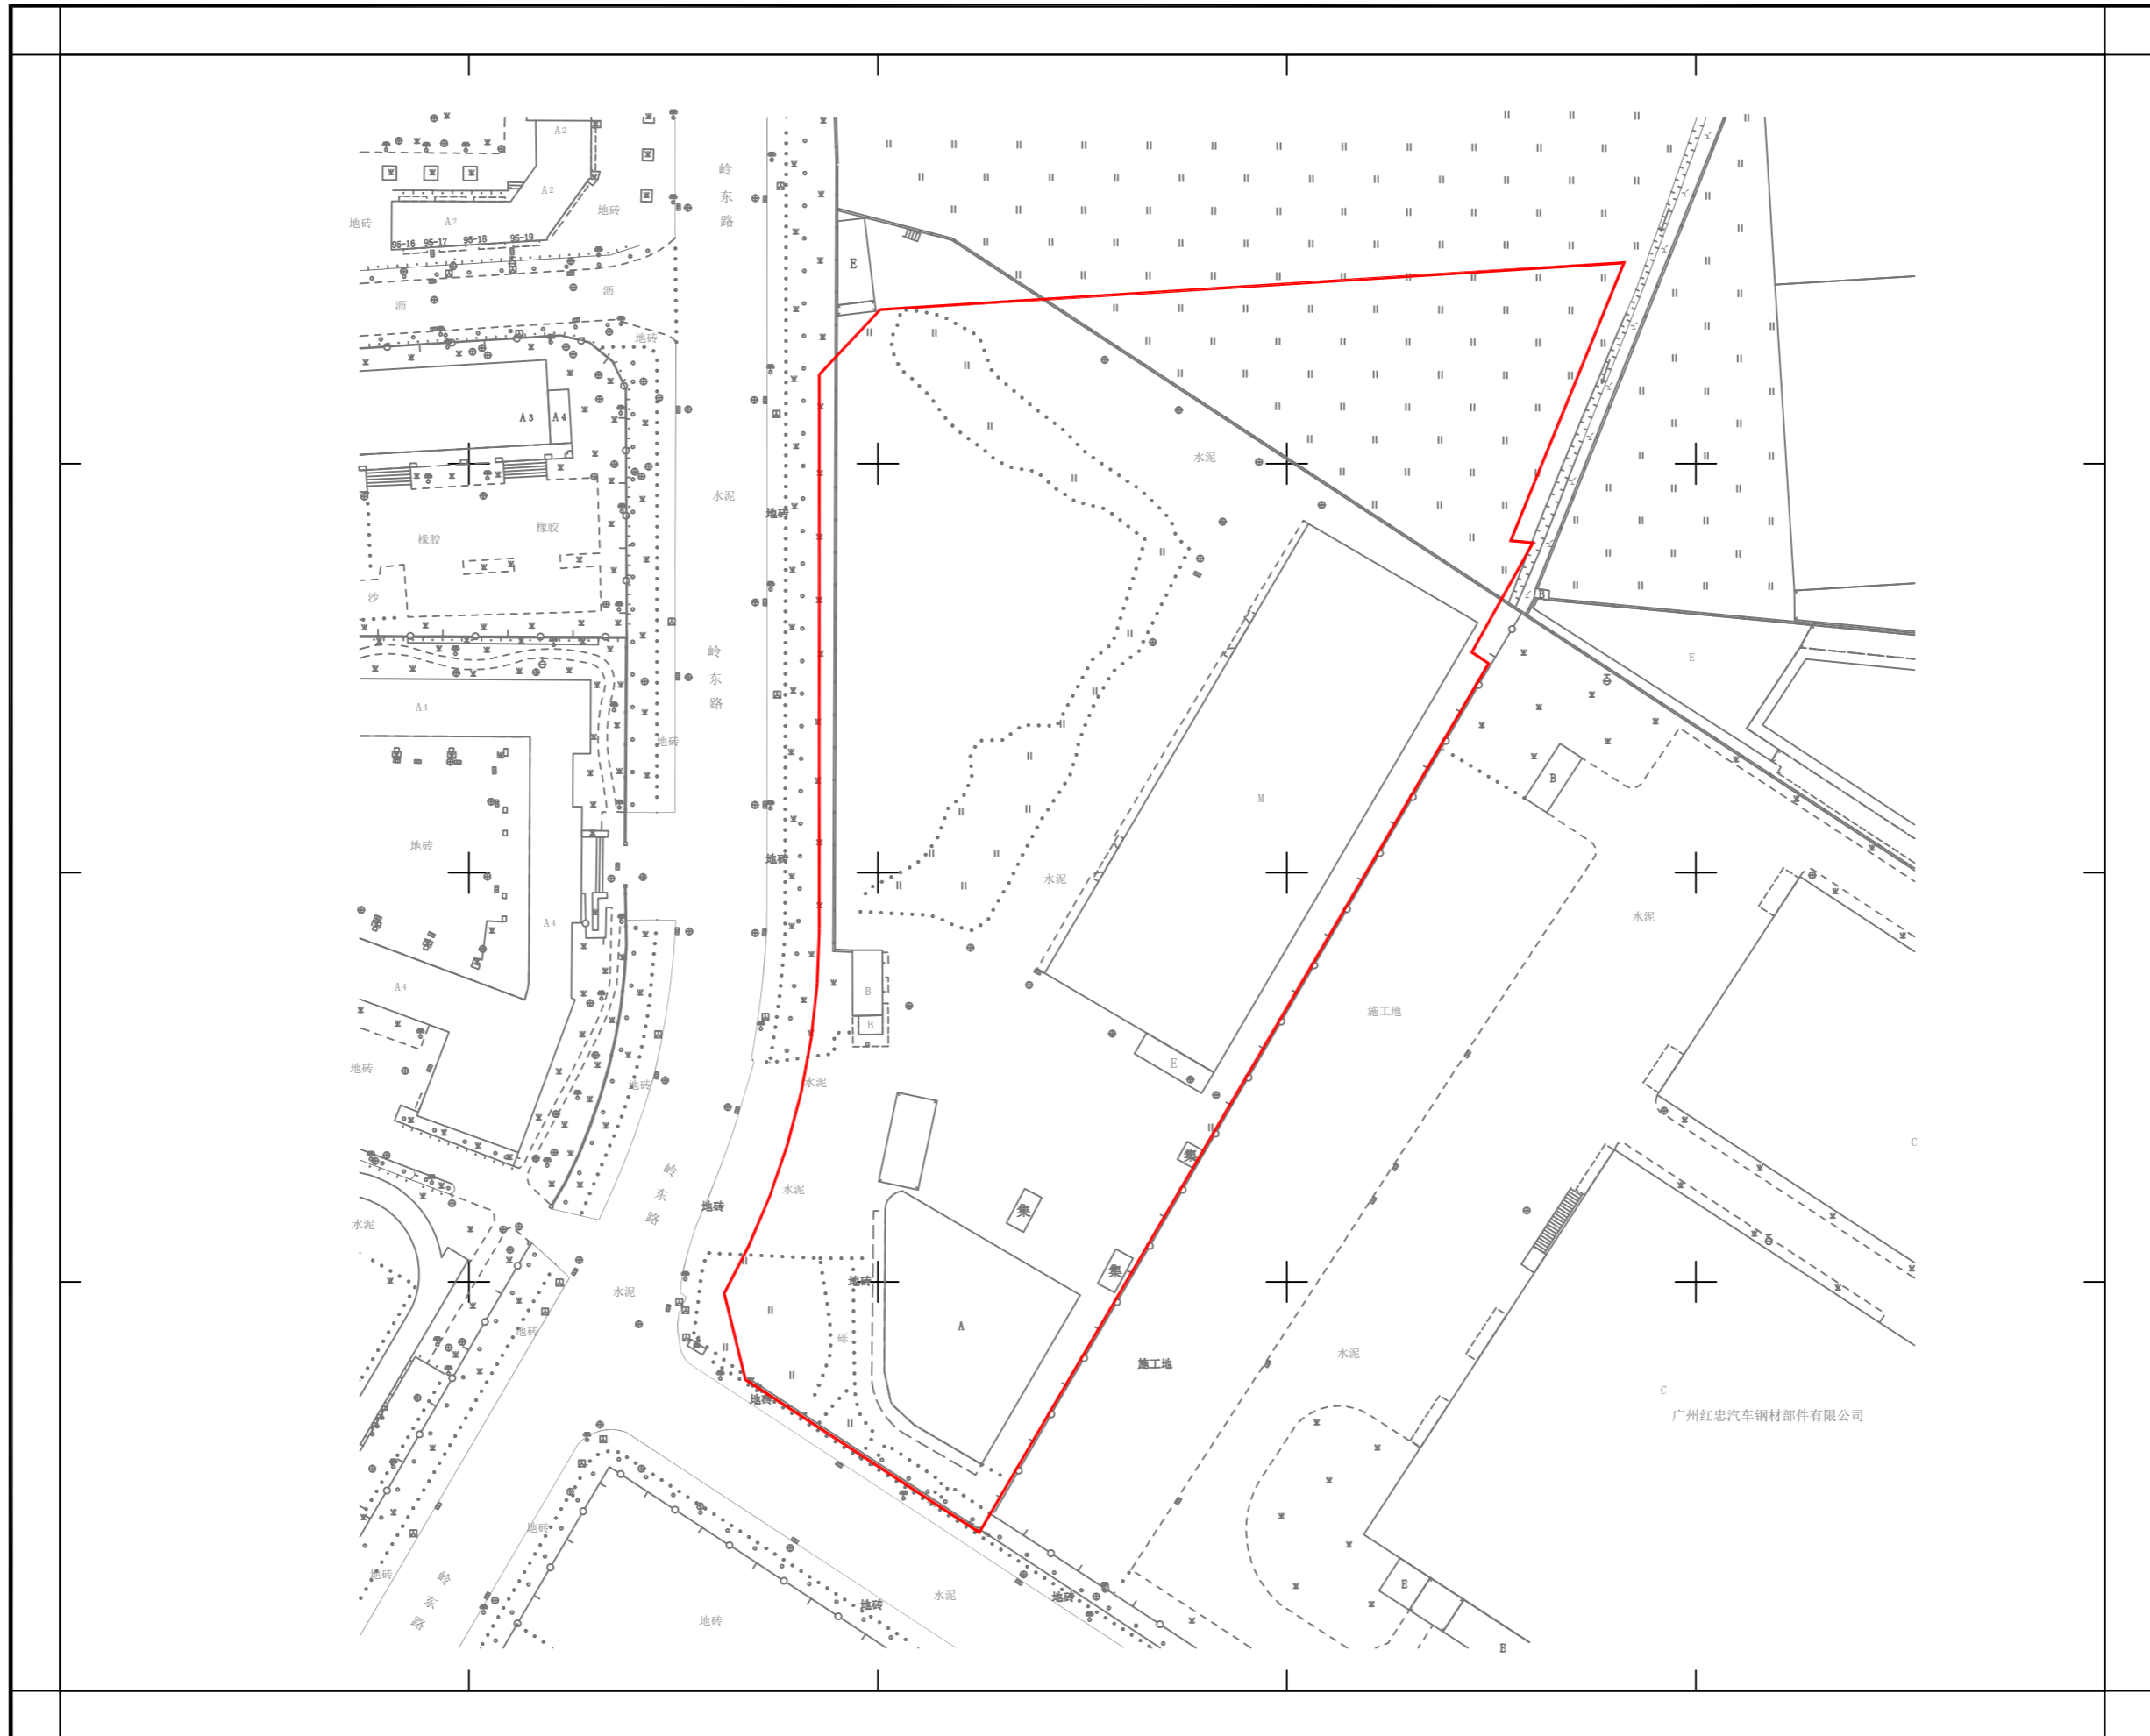 A2
A2
A2
地砖
地砖
95-16 95-17 95-18 95-19
岭
东
路
沥
沥
E
地砖
A3
A4
水泥
水泥
地砖
橡胶
橡胶
沙
B
岭
东
路
E
A4
地砖
M
B
地砖
地砖
水泥
A4
水泥
A4
B
B
施工地
E
地砖
地砖
水泥
C
集
岭
东
路
水泥
地砖
水泥
集
集
地砖
水泥
地砖
A
砾
施工地
水泥
C
广州红忠汽车钢材部件有限公司
地砖
地砖
地砖
岭
东
路
水泥
地砖
地砖
地砖
E
E